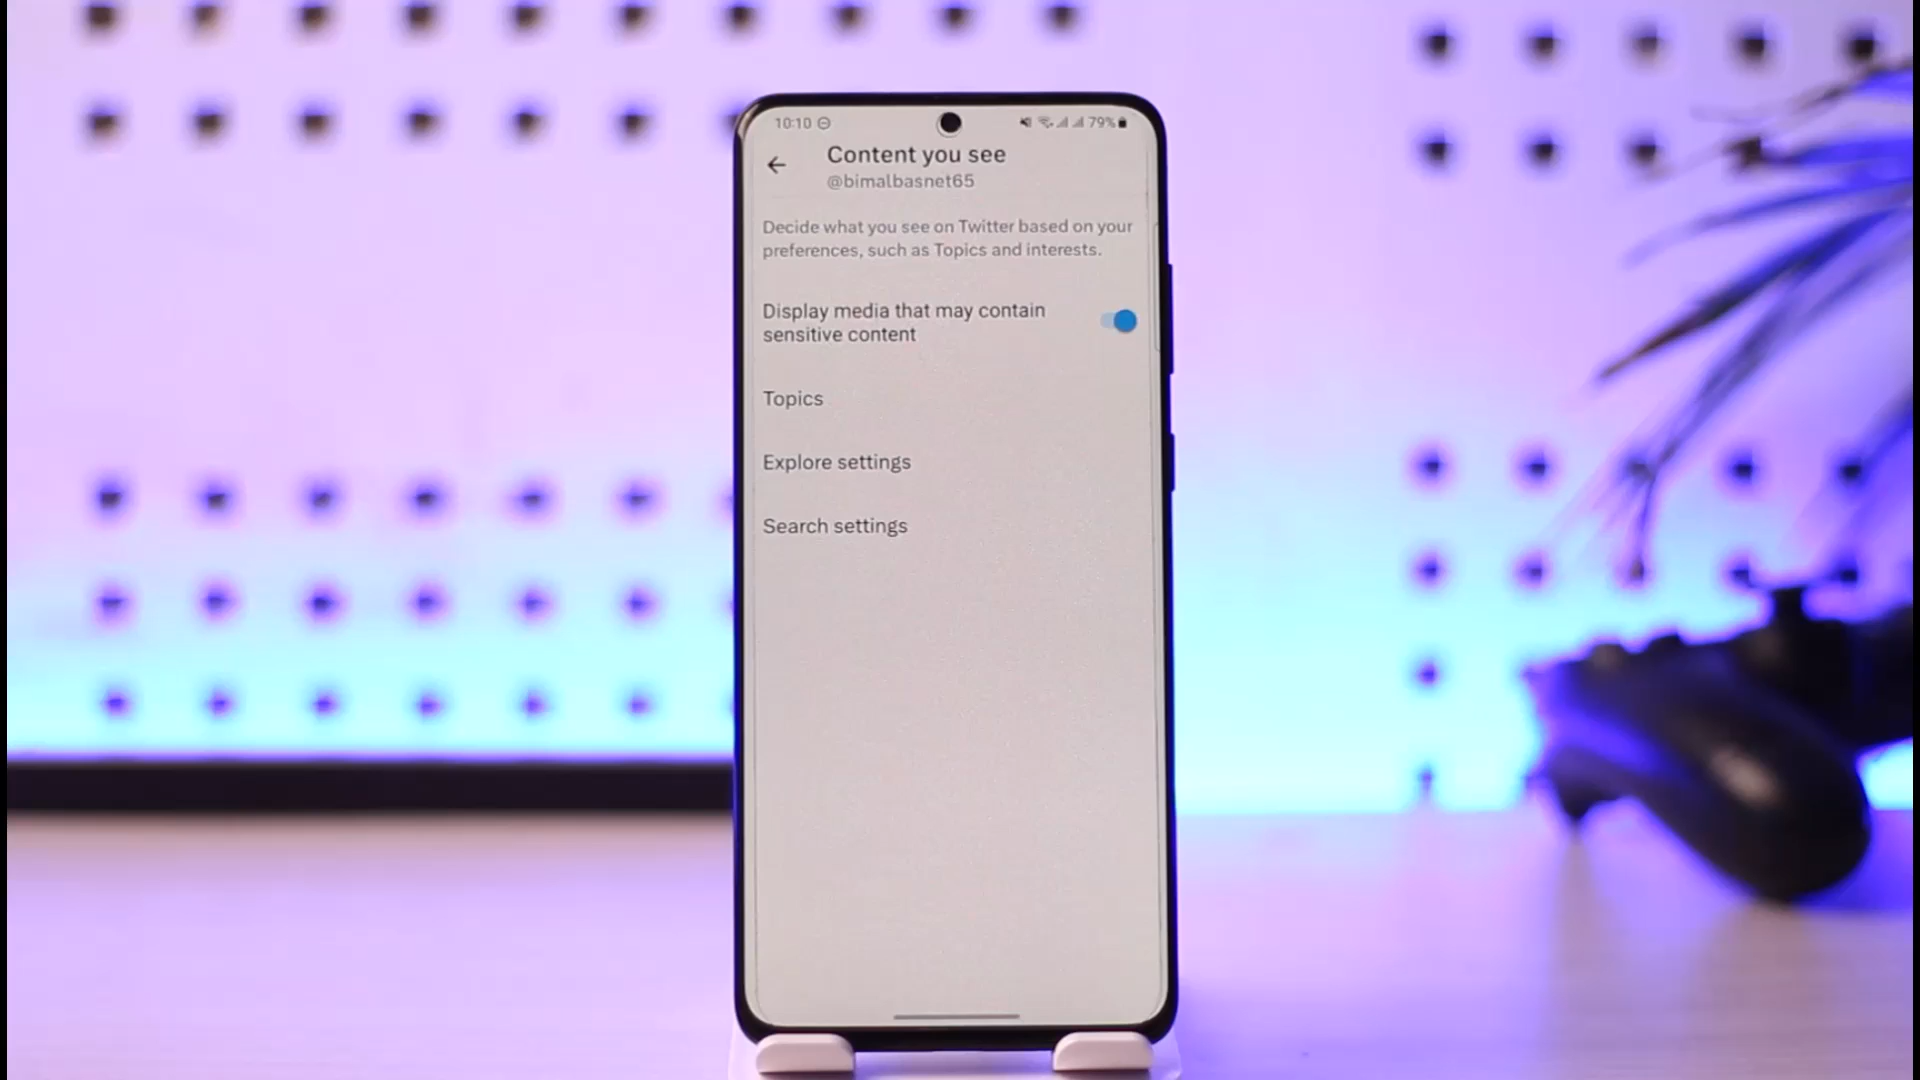 10:10 79%
Content you see
@bimalbasnet65
Decide what you see on Twitter based on your
preferences, such as Topics and interests.
Display media that may contain
sensitive content
Topics
Explore settings
Search settings